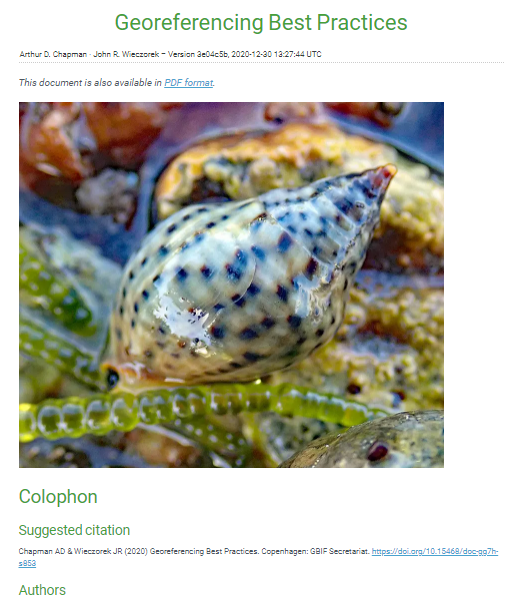 Georeferencing Best Practices
Arthur D. Chapman · John R. Wieczorek – Version 3e04c5b, 2020-12-30 13:27:44 UTC
This document is also available in PDF format.
Colophon
Suggested citation
Chapman AD & Wieczorek JR (2020) Georeferencing Best Practices. Copenhagen: GBIF Secretariat. https://doi.org/10.15468/doc-gg7h-
s853
Authors